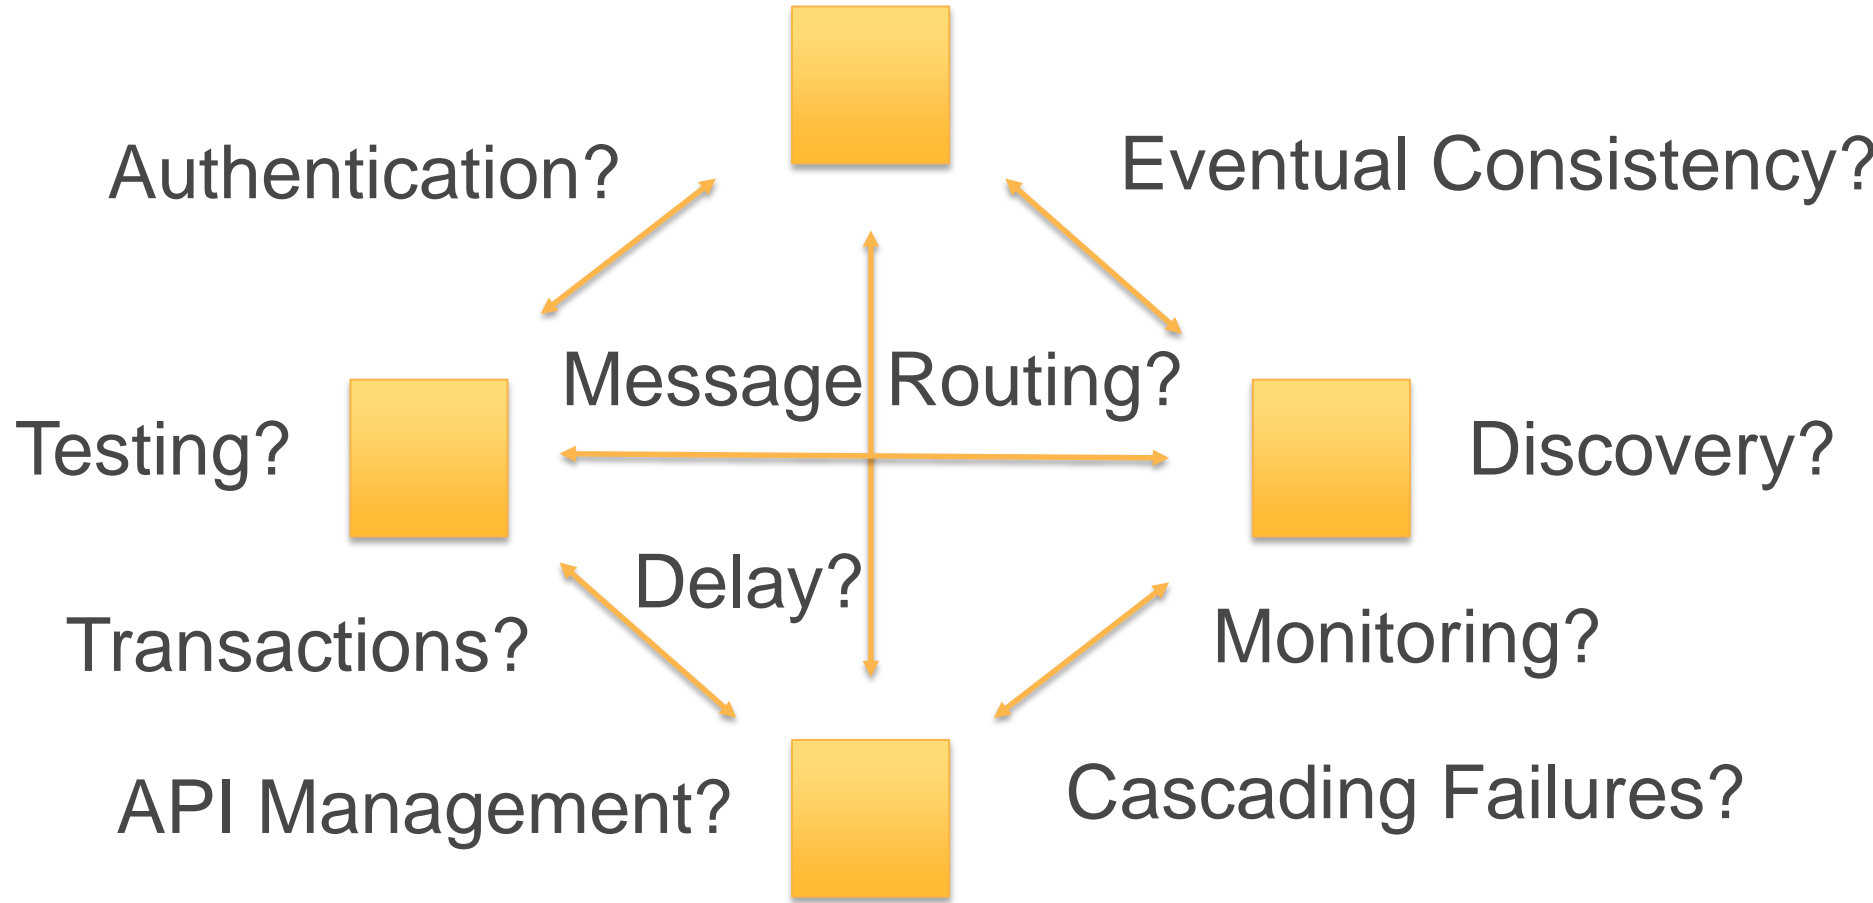 Authentication?
Eventual Consistency?
Message Routing?
Testing?
Discovery?
Delay?
Transactions?
Monitoring?
API Management?
Cascading Failures?